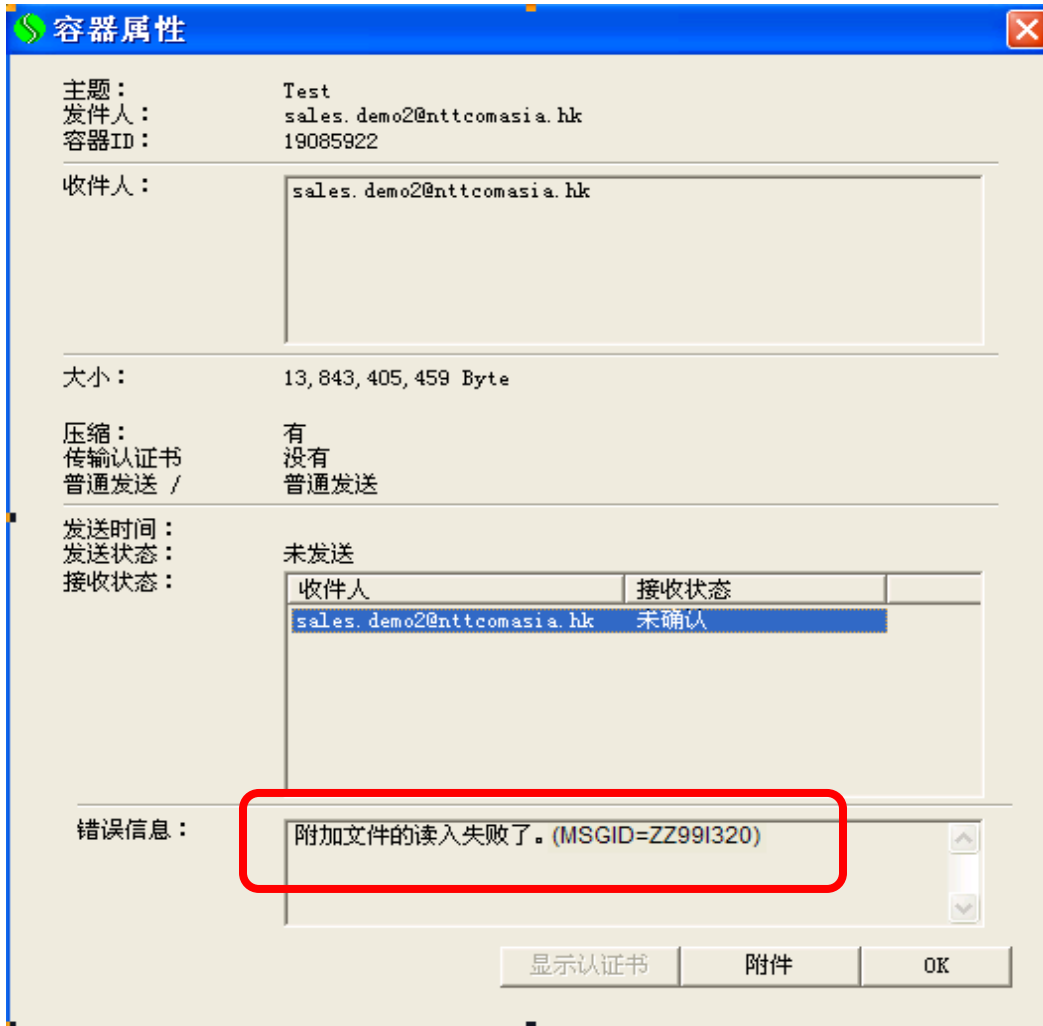 容器属性
主题： Test
发件人： sales.demo2@nttcomasia.hk
容器ID： 19085922
收件人： sales.demo2@nttcomasia.hk
大小： 13,843,405,459 Byte
压缩： 有
传输认证书 没有
普通发送 / 普通发送
发送时间：
发送状态： 未发送
接收状态： 收件人 接收状态
sales.demo2@nttcomasia.hk 未确认
错误信息： 附加文件的读入失败了。(MSGID=ZZ99I320)
显示认证书 附件 OK